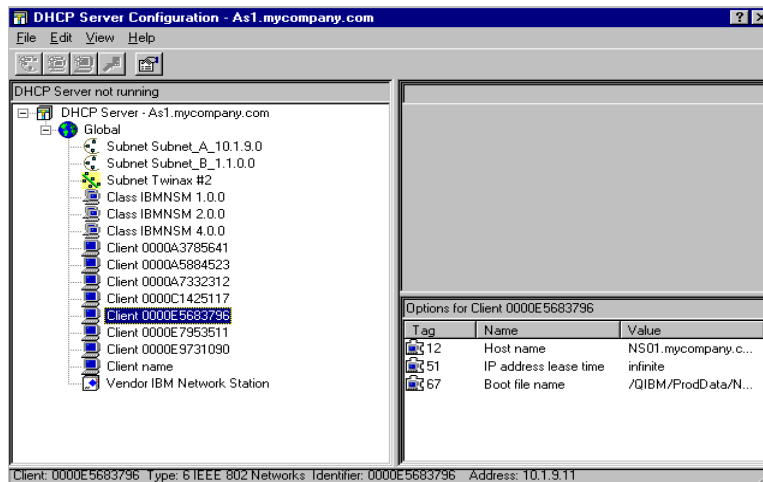 DHCP Server Configuration - As1.mycompany.com
File Edit View Help
DHCP Server not running
DHCP Server - As1.mycompany.com
Global
Subnet Subnet_A_10.1.9.0
Subnet Subnet_B_1.1.0.0
Subnet Twinax #2
Class IBMNSM 1.0.0
Class IBMNSM 2.0.0
Class IBMNSM 4.0.0
Client 0000A3785641
Client 0000A5884523
Client 0000A7332312
Client 0000C1425117
Client 0000E5683796
Client 0000E7953511
Client 0000E9731090
Client name
Vendor IBM Network Station
Options for Client 0000E5683796
Tag Name Value
12 Host name NS01.mycompany.c...
51 IP address lease time infinite
67 Boot file name /QIBM/ProdData/N...
Client: 0000E5683796 Type: 6 IEEE 802 Networks Identifier: 0000E5683796 Address: 10.1.9.11